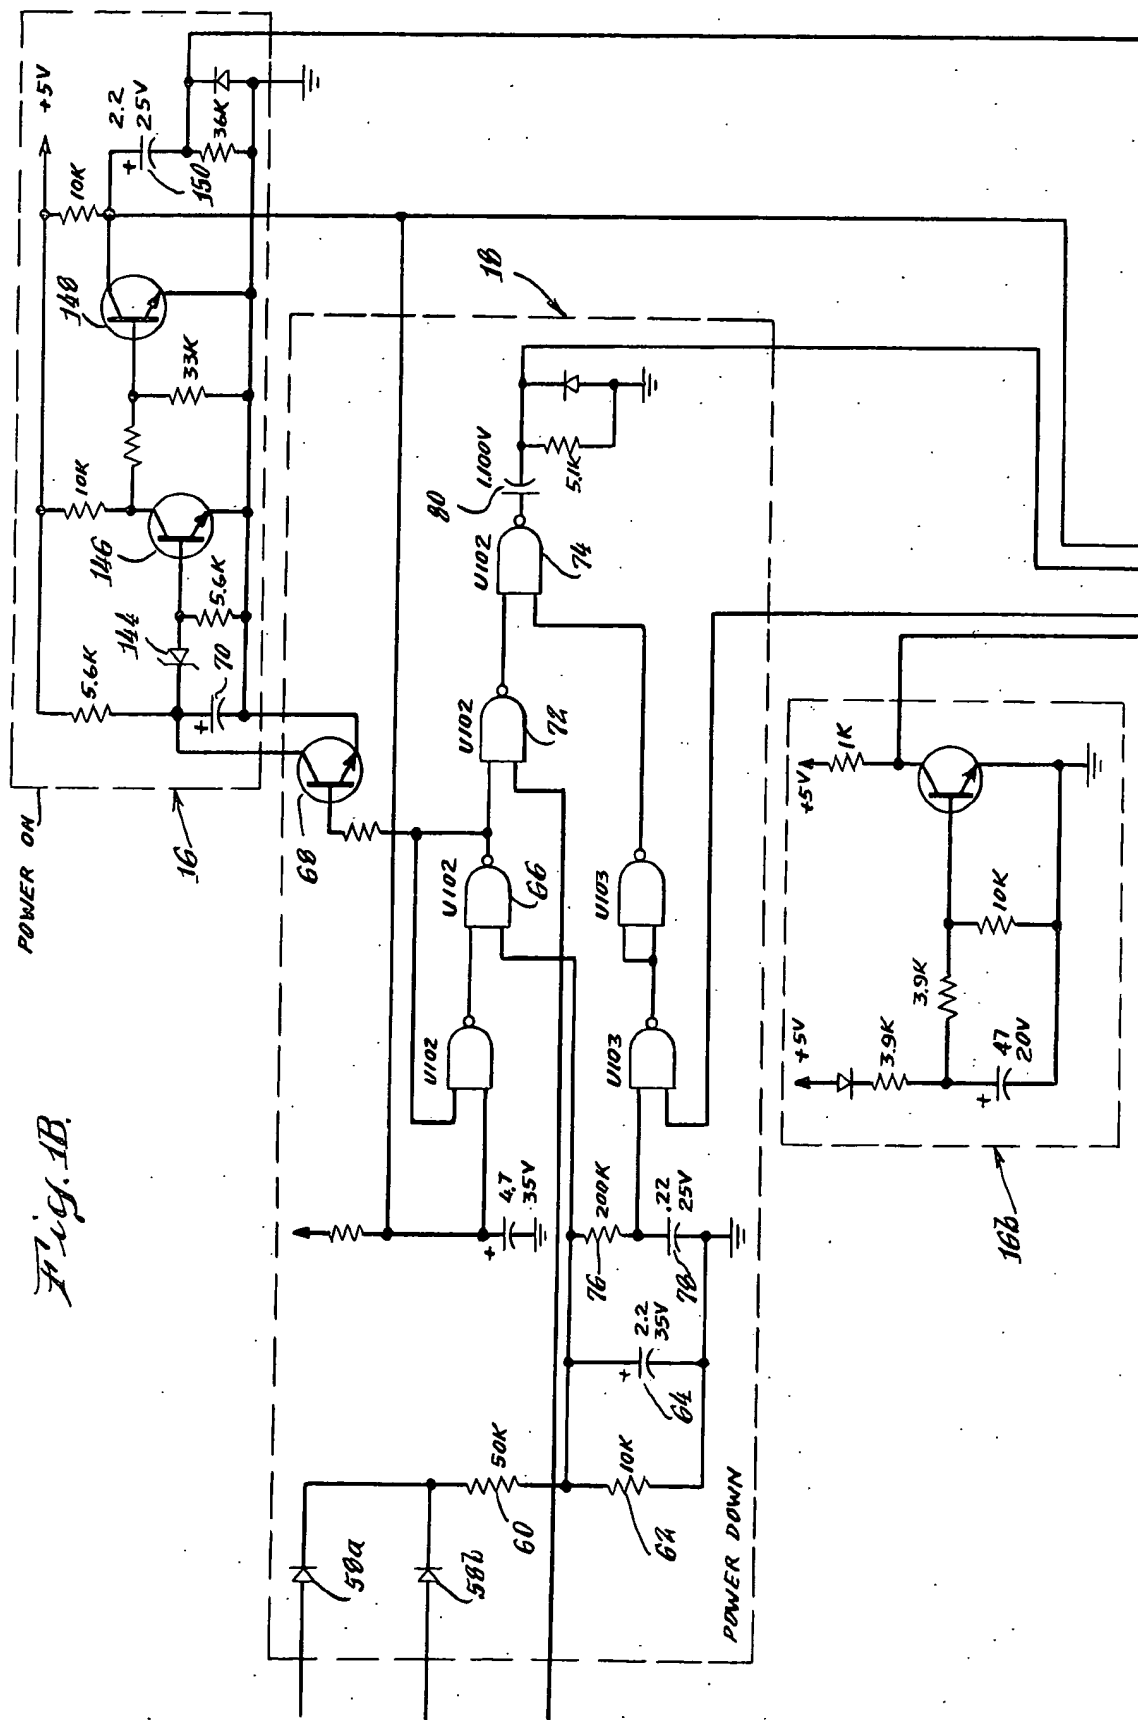 Fig. 1B.
POWER ON
16
+5V
10K
2.2
25V
+
150
36K
148
33K
10K
146
5.6K
144
5.6K
70
+
68
18
80
1.100V
5.1K
U102
74
U102
72
U102
66
U103
U102
U103
4.7
35V
+
200K
76
.22
25V
78
2.2
35V
+
64
50K
60
10K
62
58a
58b
POWER DOWN
+5V
1K
10K
3.9K
+5V
3.9K
47
20V
+
16b